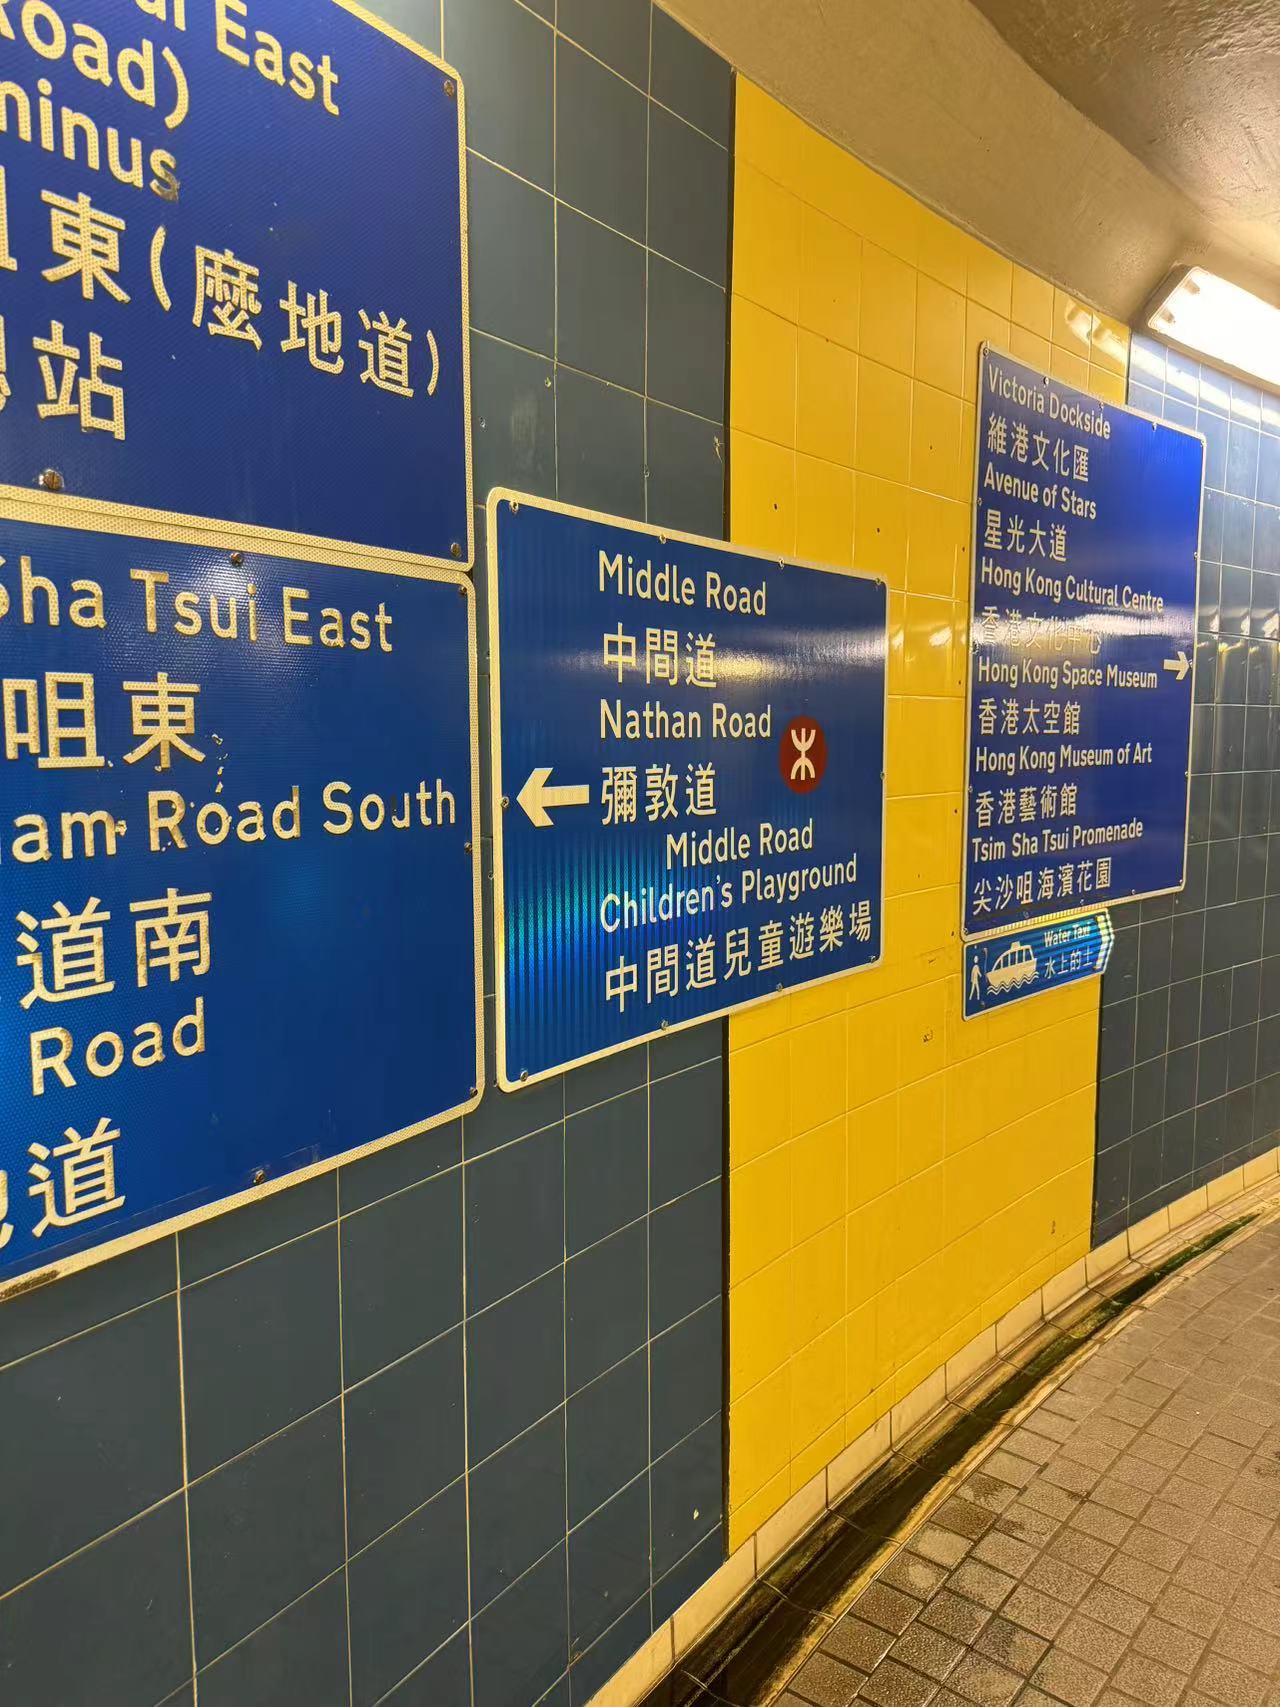 East
Road)
東(麼地道)
站
Sha Tsui East
咀東
Road South
道南
Road
道
Middle Road
中間道
Nathan Road
彌敦道
Middle Road
Children's Playground
中間道兒童遊樂場
Victoria Dockside
維港文化匯
Avenue of Stars
星光大道
Hong Kong Cultural Centre
香港文化中心
Hong Kong Space Museum
香港太空館
Hong Kong Museum of Art
香港藝術館
Tsim Sha Tsui Promenade
尖沙咀海濱花園
Water Taxi
水上的士